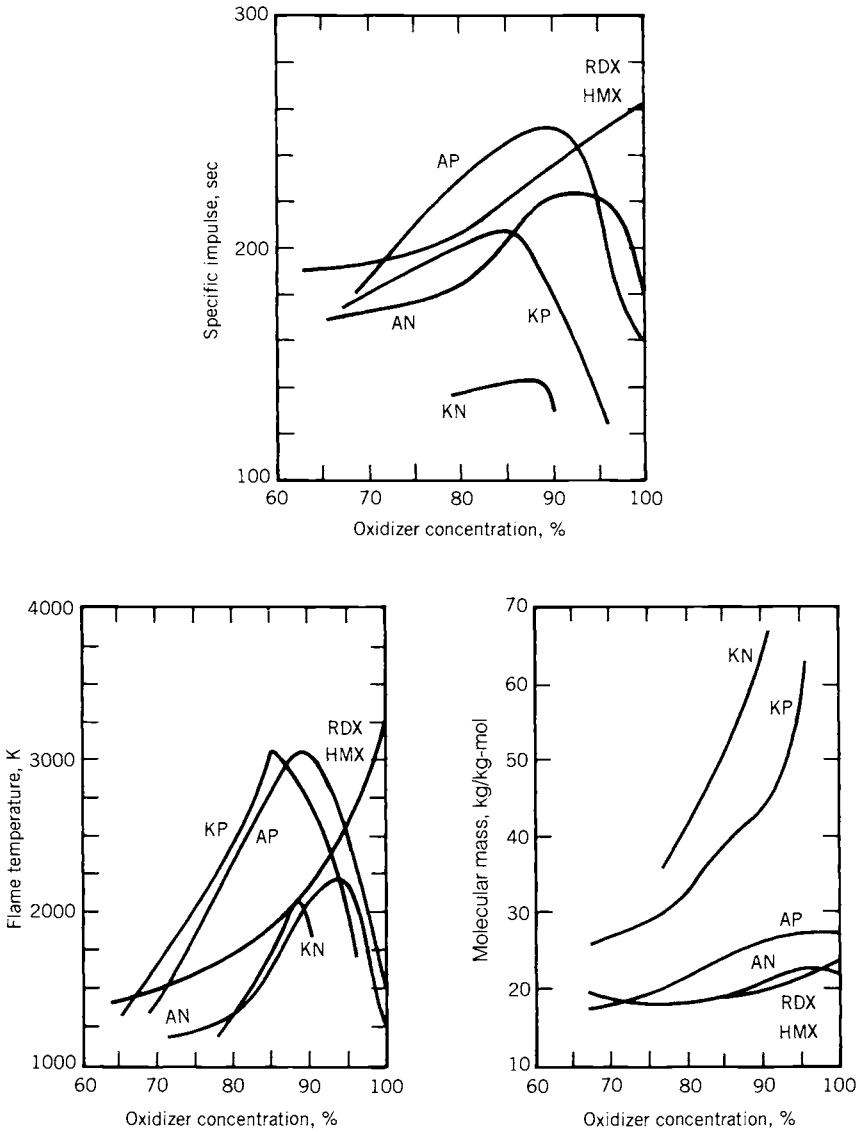 300
RDX
HMX
AP
Specific impulse, sec
200
AN
KP
KN
100
60 70 80 90 100
Oxidizer concentration, %
4000
RDX
HMX
3000
KP
AP
Flame temperature, K
2000
KN
AN
1000
60 70 80 90 100
Oxidizer concentration, %
70
KN
60
KP
50
Molecular mass, kg/kg-mol
40
30
AP
AN
20
RDX
HMX
10
60 70 80 90 100
Oxidizer concentration, %